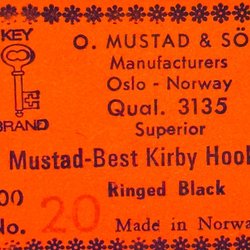 KEY
BRAND
O. MUSTAD & SÖ
Manufacturers
Oslo - Norway
Qual. 3135
Superior
Mustad-Best Kirby Hool
00
Ringed Black
No. 20
Made in Norw